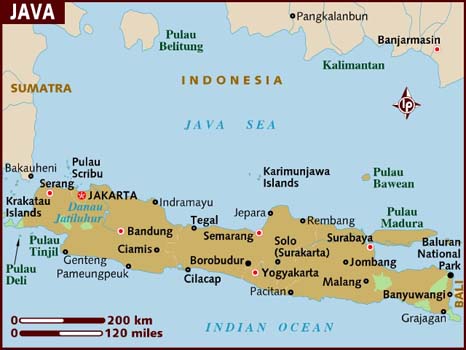 JAVA
Pulau
Belitung
Pangkalanbun
Banjarmasin
Kalimantan
SUMATRA
INDONESIA
lp
JAVA SEA
Bakauheni
Pulau
Scribu
Serang
JAKARTA
Krakatau
Islands
Danau
Jatiluhur
Indramayu
Karimunjawa
Islands
Pulau
Bawean
Jepara
Rembang
Pulau
Madura
Tegal
Bandung
Semarang
Surabaya
Baluran
National
Park
Pulau
Tinjil
Pulau
Deli
Genteng
Pameungpeuk
Ciamis
Borobudur
Solo
(Surakarta)
Jombang
Cilacap
Yogyakarta
Malang
Banyuwangi
Pacitan
BALI
Grajagan
0 200 km
0 120 miles
INDIAN OCEAN